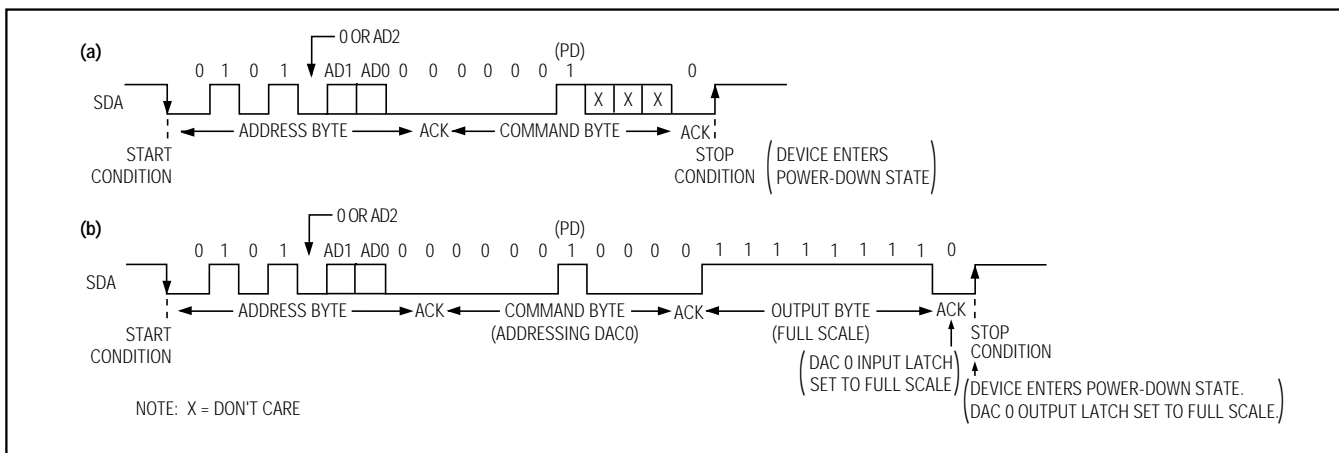 (a)
0 OR AD2
(PD)
0 1 0 1 AD1 AD0 0 0 0 0 0 0 1 0
SDA
X X X
ADDRESS BYTE ACK COMMAND BYTE ACK
START
CONDITION
STOP
CONDITION
(DEVICE ENTERS
POWER-DOWN STATE)
(b)
0 OR AD2
(PD)
0 1 0 1 AD1 AD0 0 0 0 0 0 0 1 0 0 0 0 1 1 1 1 1 1 1 1 0
SDA
ADDRESS BYTE ACK COMMAND BYTE ACK OUTPUT BYTE ACK
(ADDRESSING DAC0)
(FULL SCALE)
START
CONDITION
STOP
CONDITION
(DAC 0 INPUT LATCH
SET TO FULL SCALE)
(DEVICE ENTERS POWER-DOWN STATE.
DAC 0 OUTPUT LATCH SET TO FULL SCALE.)
NOTE: X = DON'T CARE